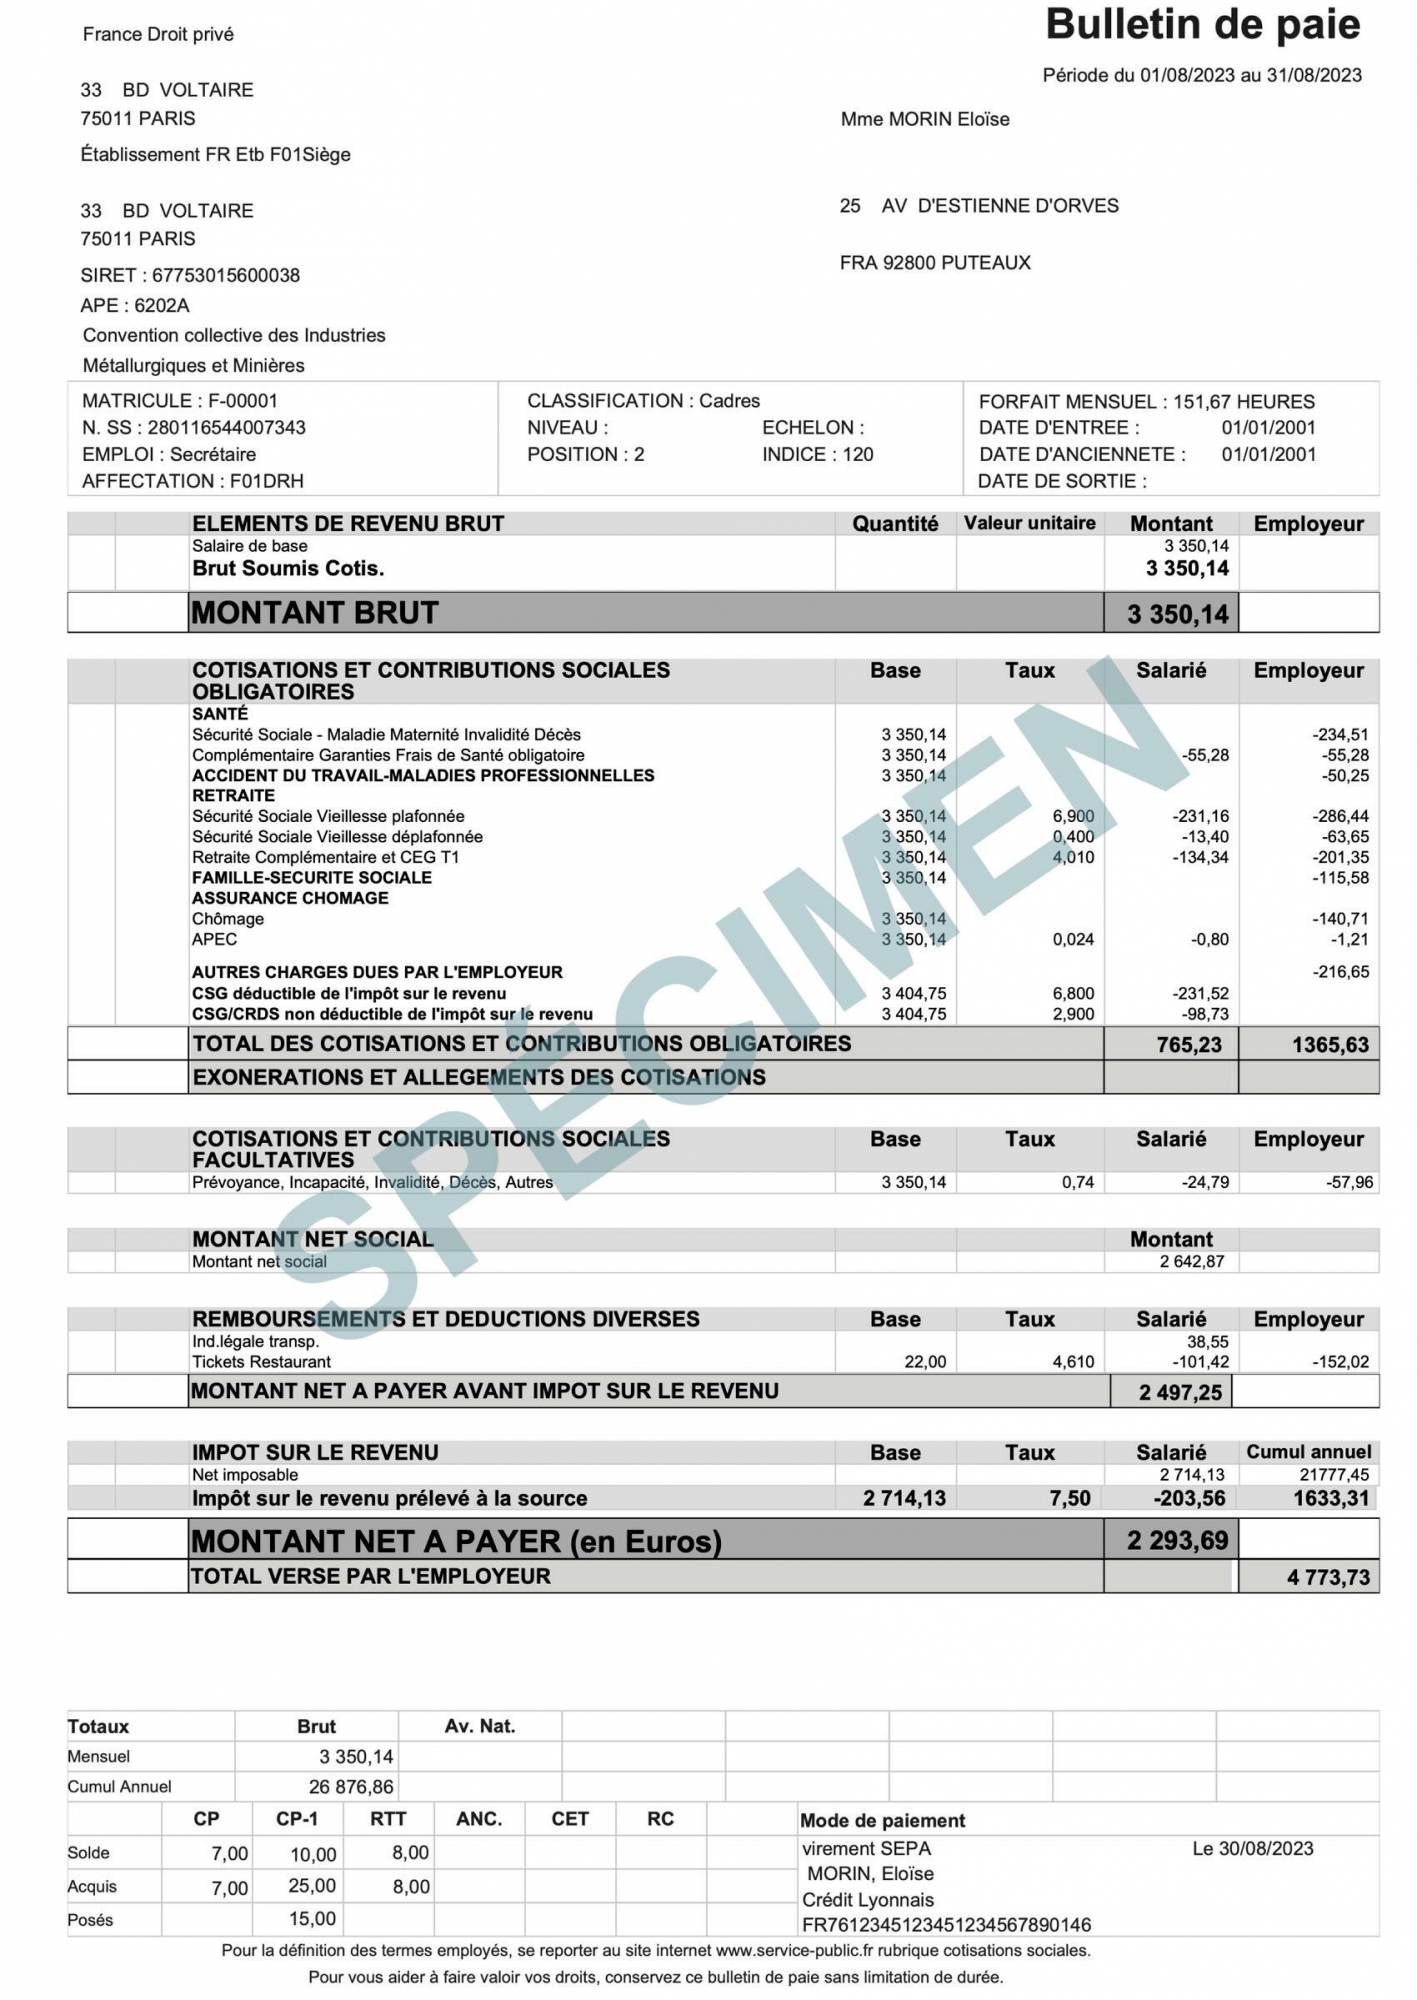 Bulletin de paie
France Droit privé
Période du 01/08/2023 au 31/08/2023
33 BD VOLTAIRE
75011 PARIS
Mme MORIN Eloïse
Établissement FR Etb F01Siège
33 BD VOLTAIRE
25 AV D'ESTIENNE D'ORVES
75011 PARIS
FRA 92800 PUTEAUX
SIRET : 67753015600038
APE : 6202A
Convention collective des Industries
Métallurgiques et Minières
MATRICULE : F-00001 CLASSIFICATION : Cadres FORFAIT MENSUEL : 151,67 HEURES
N. SS : 280116544007343 NIVEAU : ECHELON : DATE D'ENTREE : 01/01/2001
EMPLOI : Secrétaire POSITION : 2 INDICE : 120 DATE D'ANCIENNETE : 01/01/2001
AFFECTATION : F01DRH DATE DE SORTIE :
ELEMENTS DE REVENU BRUT Quantité Valeur unitaire Montant Employeur
Salaire de base 3 350,14
Brut Soumis Cotis. 3 350,14
MONTANT BRUT 3 350,14
COTISATIONS ET CONTRIBUTIONS SOCIALES Base Taux Salarié Employeur
OBLIGATOIRES
SANTÉ
Sécurité Sociale - Maladie Maternité Invalidité Décès 3 350,14 -234,51
Complémentaire Garanties Frais de Santé obligatoire 3 350,14 -55,28 -55,28
ACCIDENT DU TRAVAIL-MALADIES PROFESSIONNELLES 3 350,14 -50,25
RETRAITE
Sécurité Sociale Vieillesse plafonnée 3 350,14 6,900 -231,16 -286,44
Sécurité Sociale Vieillesse déplafonnée 3 350,14 0,400 -13,40 -63,65
Retraite Complémentaire et CEG T1 3 350,14 4,010 -134,34 -201,35
FAMILLE-SECURITE SOCIALE 3 350,14 -115,58
ASSURANCE CHOMAGE
Chômage 3 350,14 -140,71
APEC 3 350,14 0,024 -0,80 -1,21
AUTRES CHARGES DUES PAR L'EMPLOYEUR -216,65
CSG déductible de l'impôt sur le revenu 3 404,75 6,800 -231,52
CSG/CRDS non déductible de l'impôt sur le revenu 3 404,75 2,900 -98,73
TOTAL DES COTISATIONS ET CONTRIBUTIONS OBLIGATOIRES 765,23 1365,63
EXONERATIONS ET ALLEGEMENTS DES COTISATIONS
COTISATIONS ET CONTRIBUTIONS SOCIALES Base Taux Salarié Employeur
FACULTATIVES
Prévoyance, Incapacité, Invalidité, Décès, Autres 3 350,14 0,74 -24,79 -57,96
MONTANT NET SOCIAL Montant
Montant net social 2 642,87
REMBOURSEMENTS ET DEDUCTIONS DIVERSES Base Taux Salarié Employeur
Ind.légale transp. 38,55
Tickets Restaurant 22,00 4,610 -101,42 -152,02
MONTANT NET A PAYER AVANT IMPOT SUR LE REVENU 2 497,25
IMPOT SUR LE REVENU Base Taux Salarié Cumul annuel
Net imposable 2 714,13 21777,45
Impôt sur le revenu prélevé à la source 2 714,13 7,50 -203,56 1633,31
MONTANT NET A PAYER (en Euros) 2 293,69
TOTAL VERSE PAR L'EMPLOYEUR 4 773,73
SPÉCIMEN
Totaux Brut Av. Nat.
Mensuel 3 350,14
Cumul Annuel 26 876,86
CP CP-1 RTT ANC. CET RC Mode de paiement
Solde 7,00 10,00 8,00 virement SEPA Le 30/08/2023
MORIN, Eloïse
Acquis 7,00 25,00 8,00 Crédit Lyonnais
Posés 15,00 FR7612345123451234567890146
Pour la définition des termes employés, se reporter au site internet www.service-public.fr rubrique cotisations sociales.
Pour vous aider à faire valoir vos droits, conservez ce bulletin de paie sans limitation de durée.